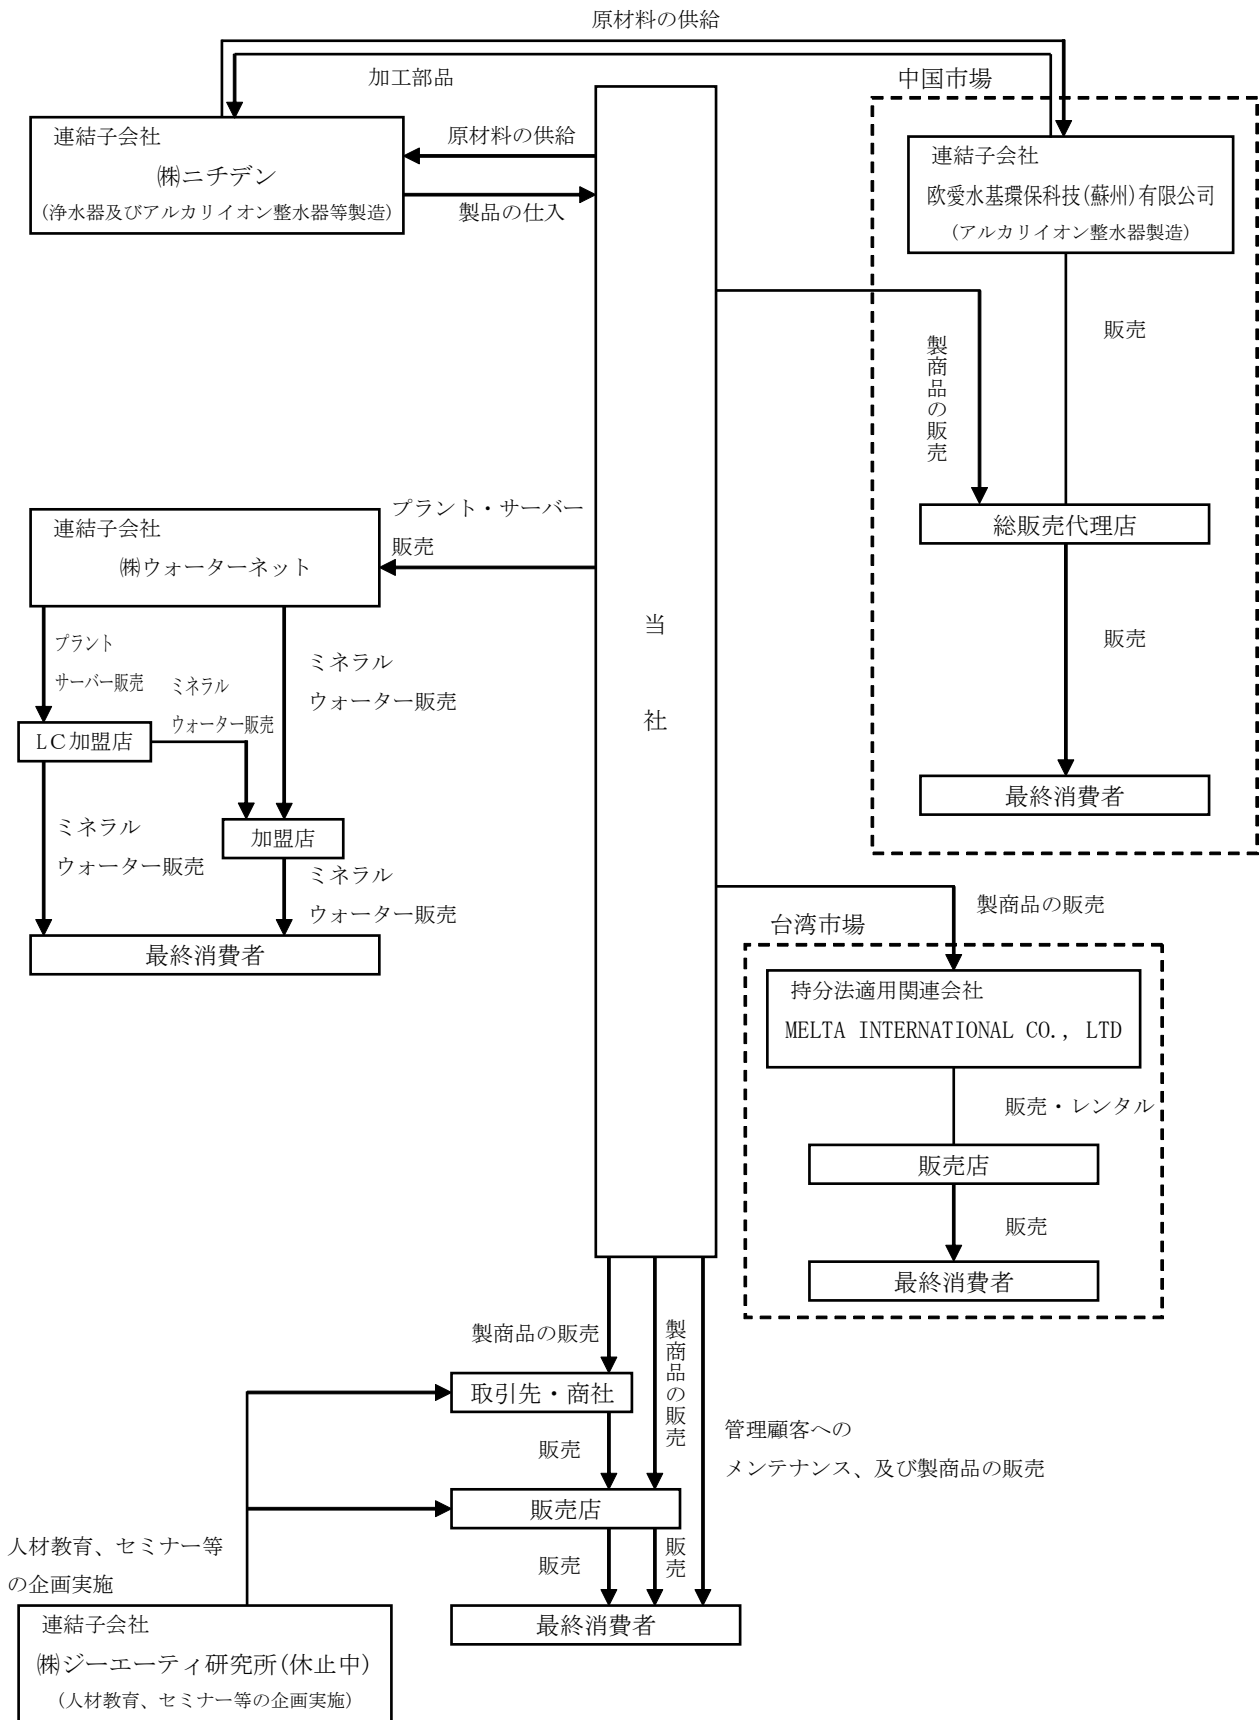 原材料の供給
加工部品
中国市場
連結子会社
㈱ニチデン
(浄水器及びアルカリイオン整水器等製造)
原材料の供給
製品の仕入
連結子会社
欧愛水基環保科技(蘇州)有限公司
(アルカリイオン整水器製造)
販売
製商品の販売
総販売代理店
販売
最終消費者
連結子会社
㈱ウォーターネット
プラント・サーバー
販売
当社
プラント
サーバー販売
ミネラル
ウォーター販売
ミネラル
ウォーター販売
LC加盟店
ミネラル
ウォーター販売
加盟店
ミネラル
ウォーター販売
最終消費者
製商品の販売
台湾市場
持分法適用関連会社
MELTA INTERNATIONAL CO., LTD
販売・レンタル
販売店
販売
最終消費者
製商品の販売
製商品の販売
取引先・商社
管理顧客への
メンテナンス、及び製商品の販売
販売
販売店
販売
販売
最終消費者
人材教育、セミナー等
の企画実施
連結子会社
㈱ジーエーティ研究所(休止中)
(人材教育、セミナー等の企画実施)